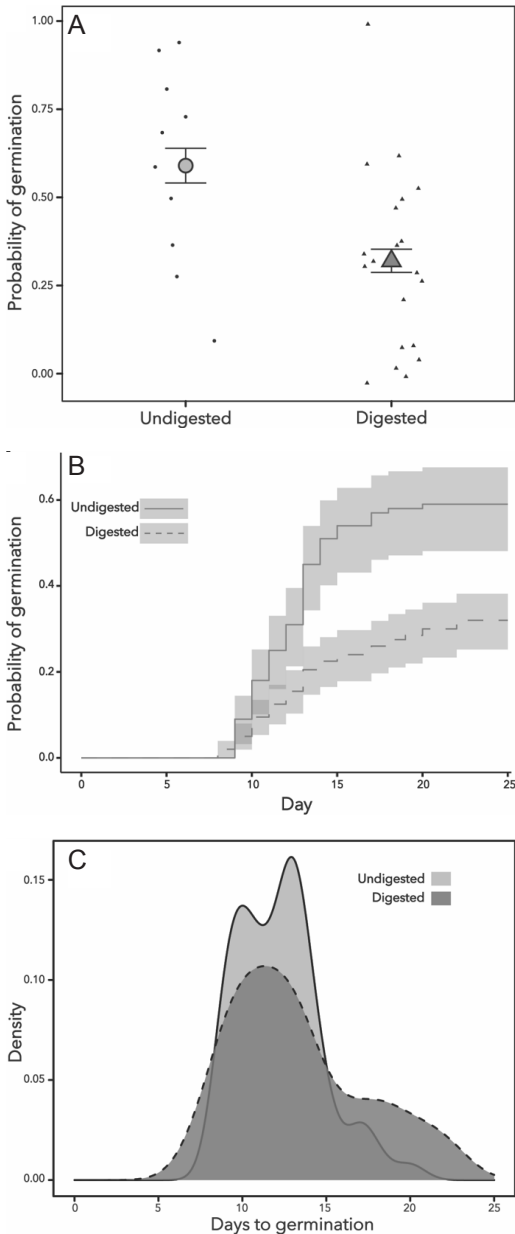 A
1.00
0.75
0.50
0.25
0.00
Probability of germination
Undigested
Digested
B
Undigested
Digested
0.6
0.4
0.2
0.0
Probability of germination
0
5
10
15
20
25
Day
C
Undigested
Digested
0.15
0.10
0.05
0.00
Density
0
5
10
15
20
25
Days to germination